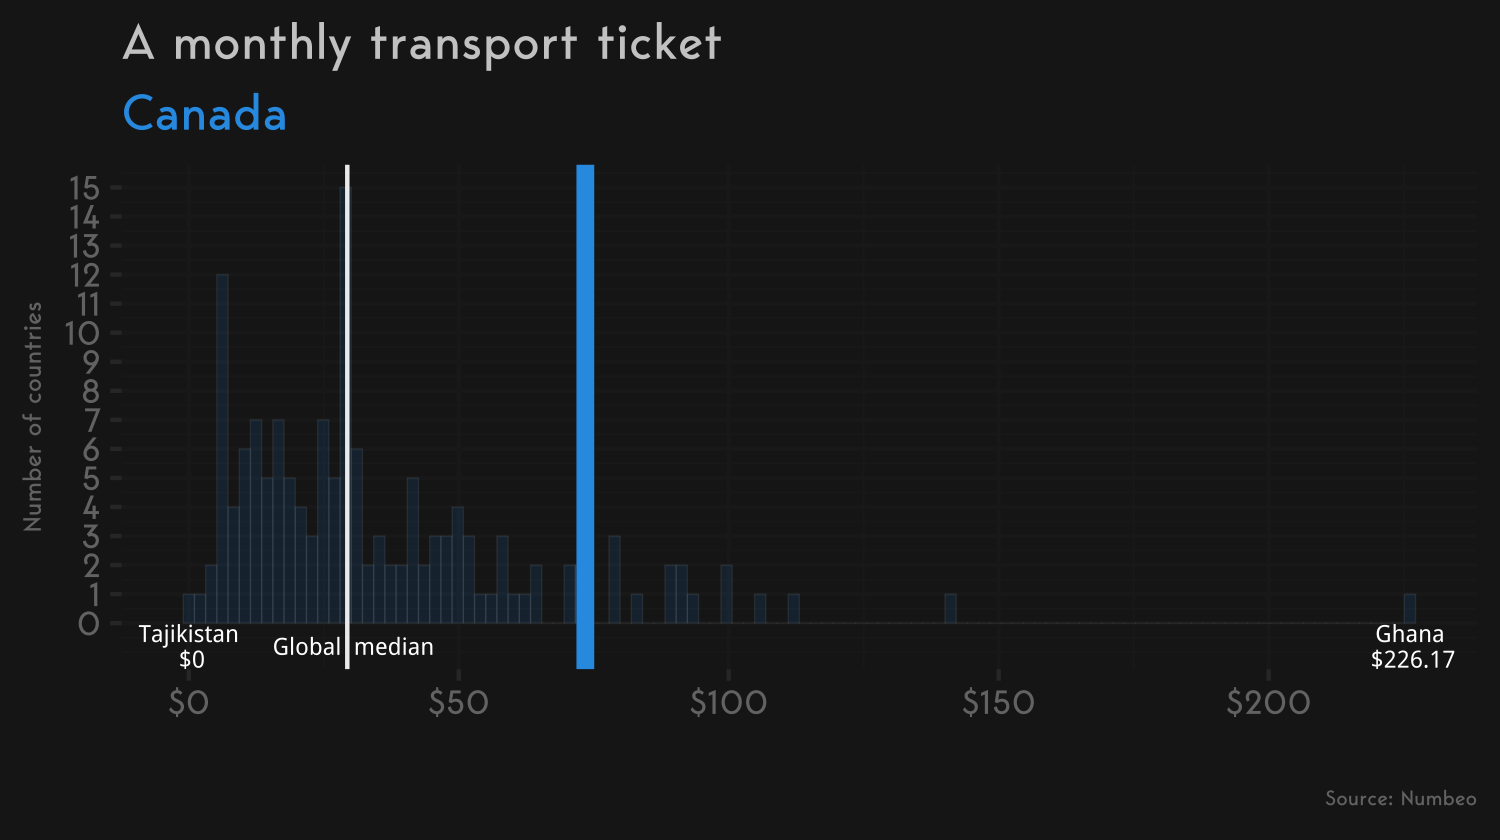 A monthly transport ticket
Canada
Number of countries
15
14
13
12
11
10
9
8
7
6
5
4
3
2
1
0
Tajikistan
$0
Global median
Ghana
$226.17
$0 $50 $100 $150 $200
Source: Numbeo